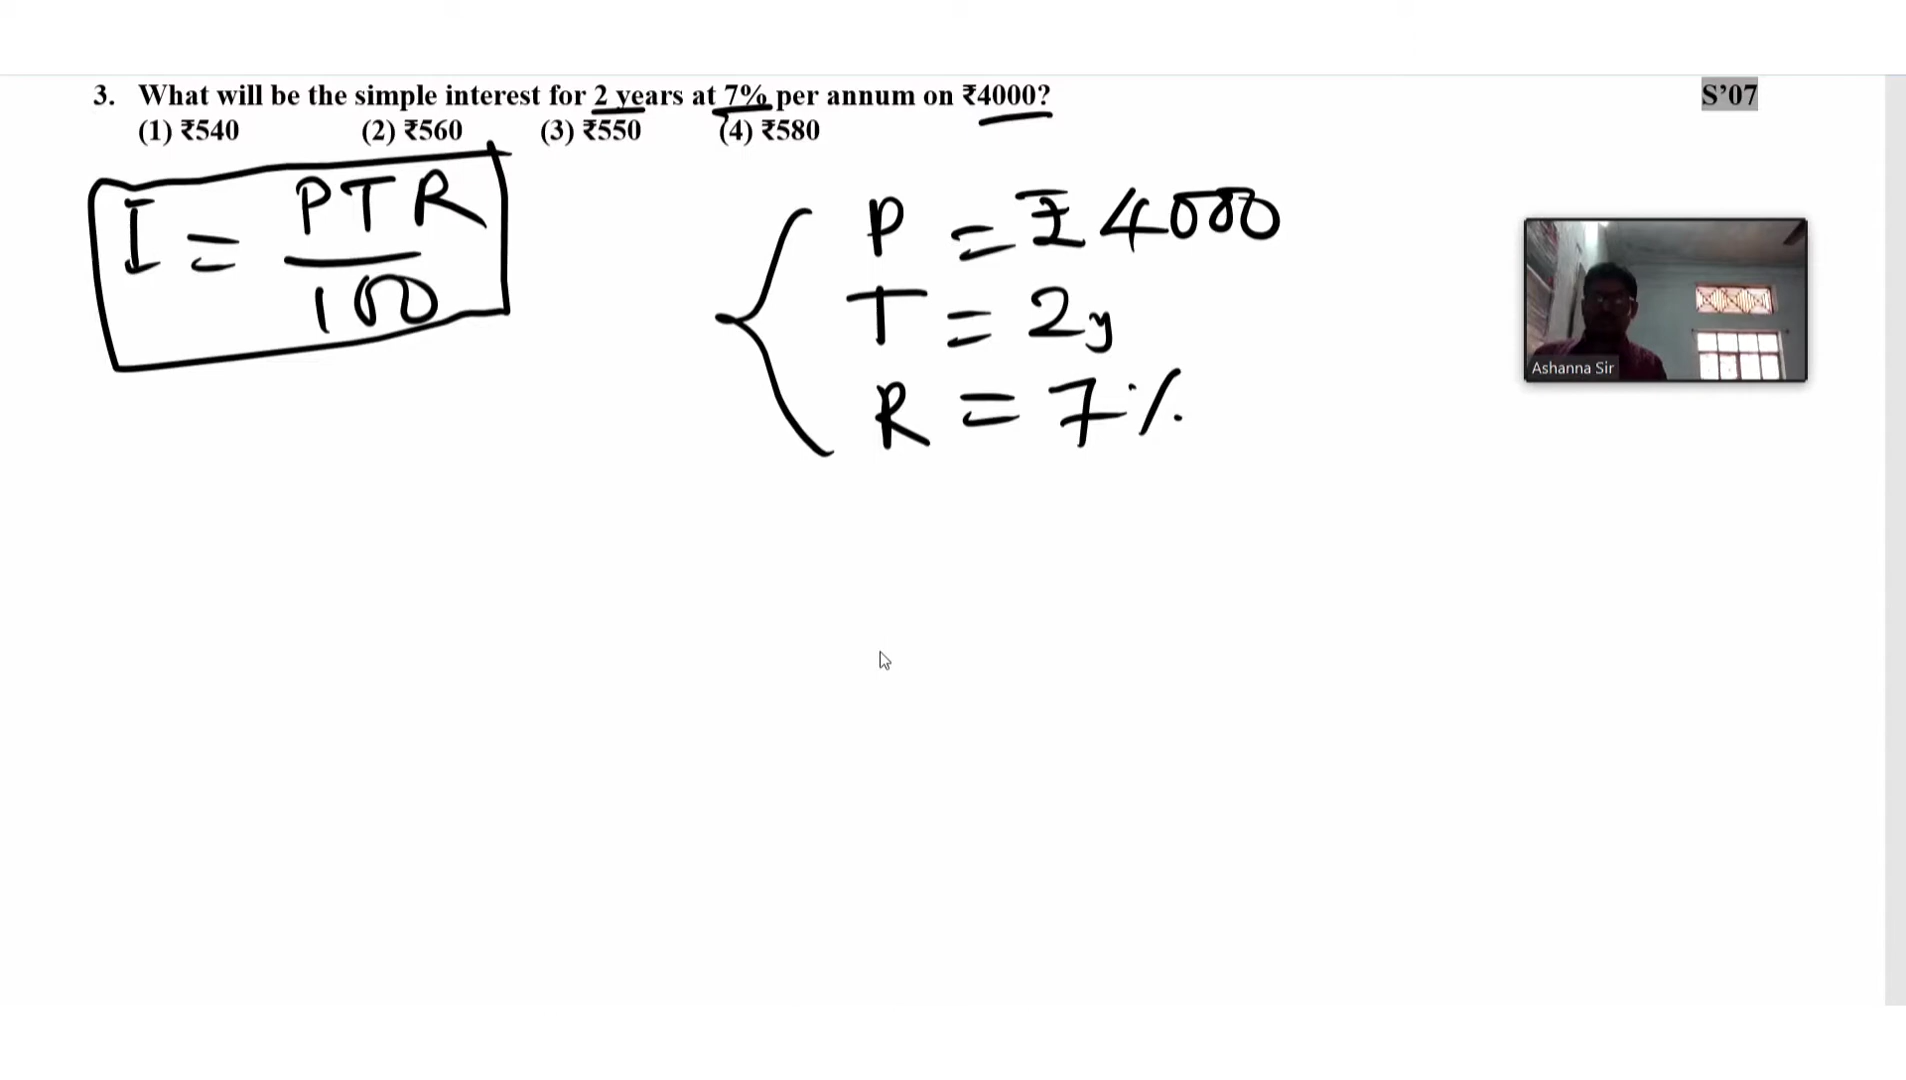 3. What will be the simple interest for 2 years at 7% per annum on ₹4000? S’07
(1) ₹540 (2) ₹560 (3) ₹550 (4) ₹580
I = PTR
100
P = ₹4000
T = 2y
R = 7%
Ashanna Sir